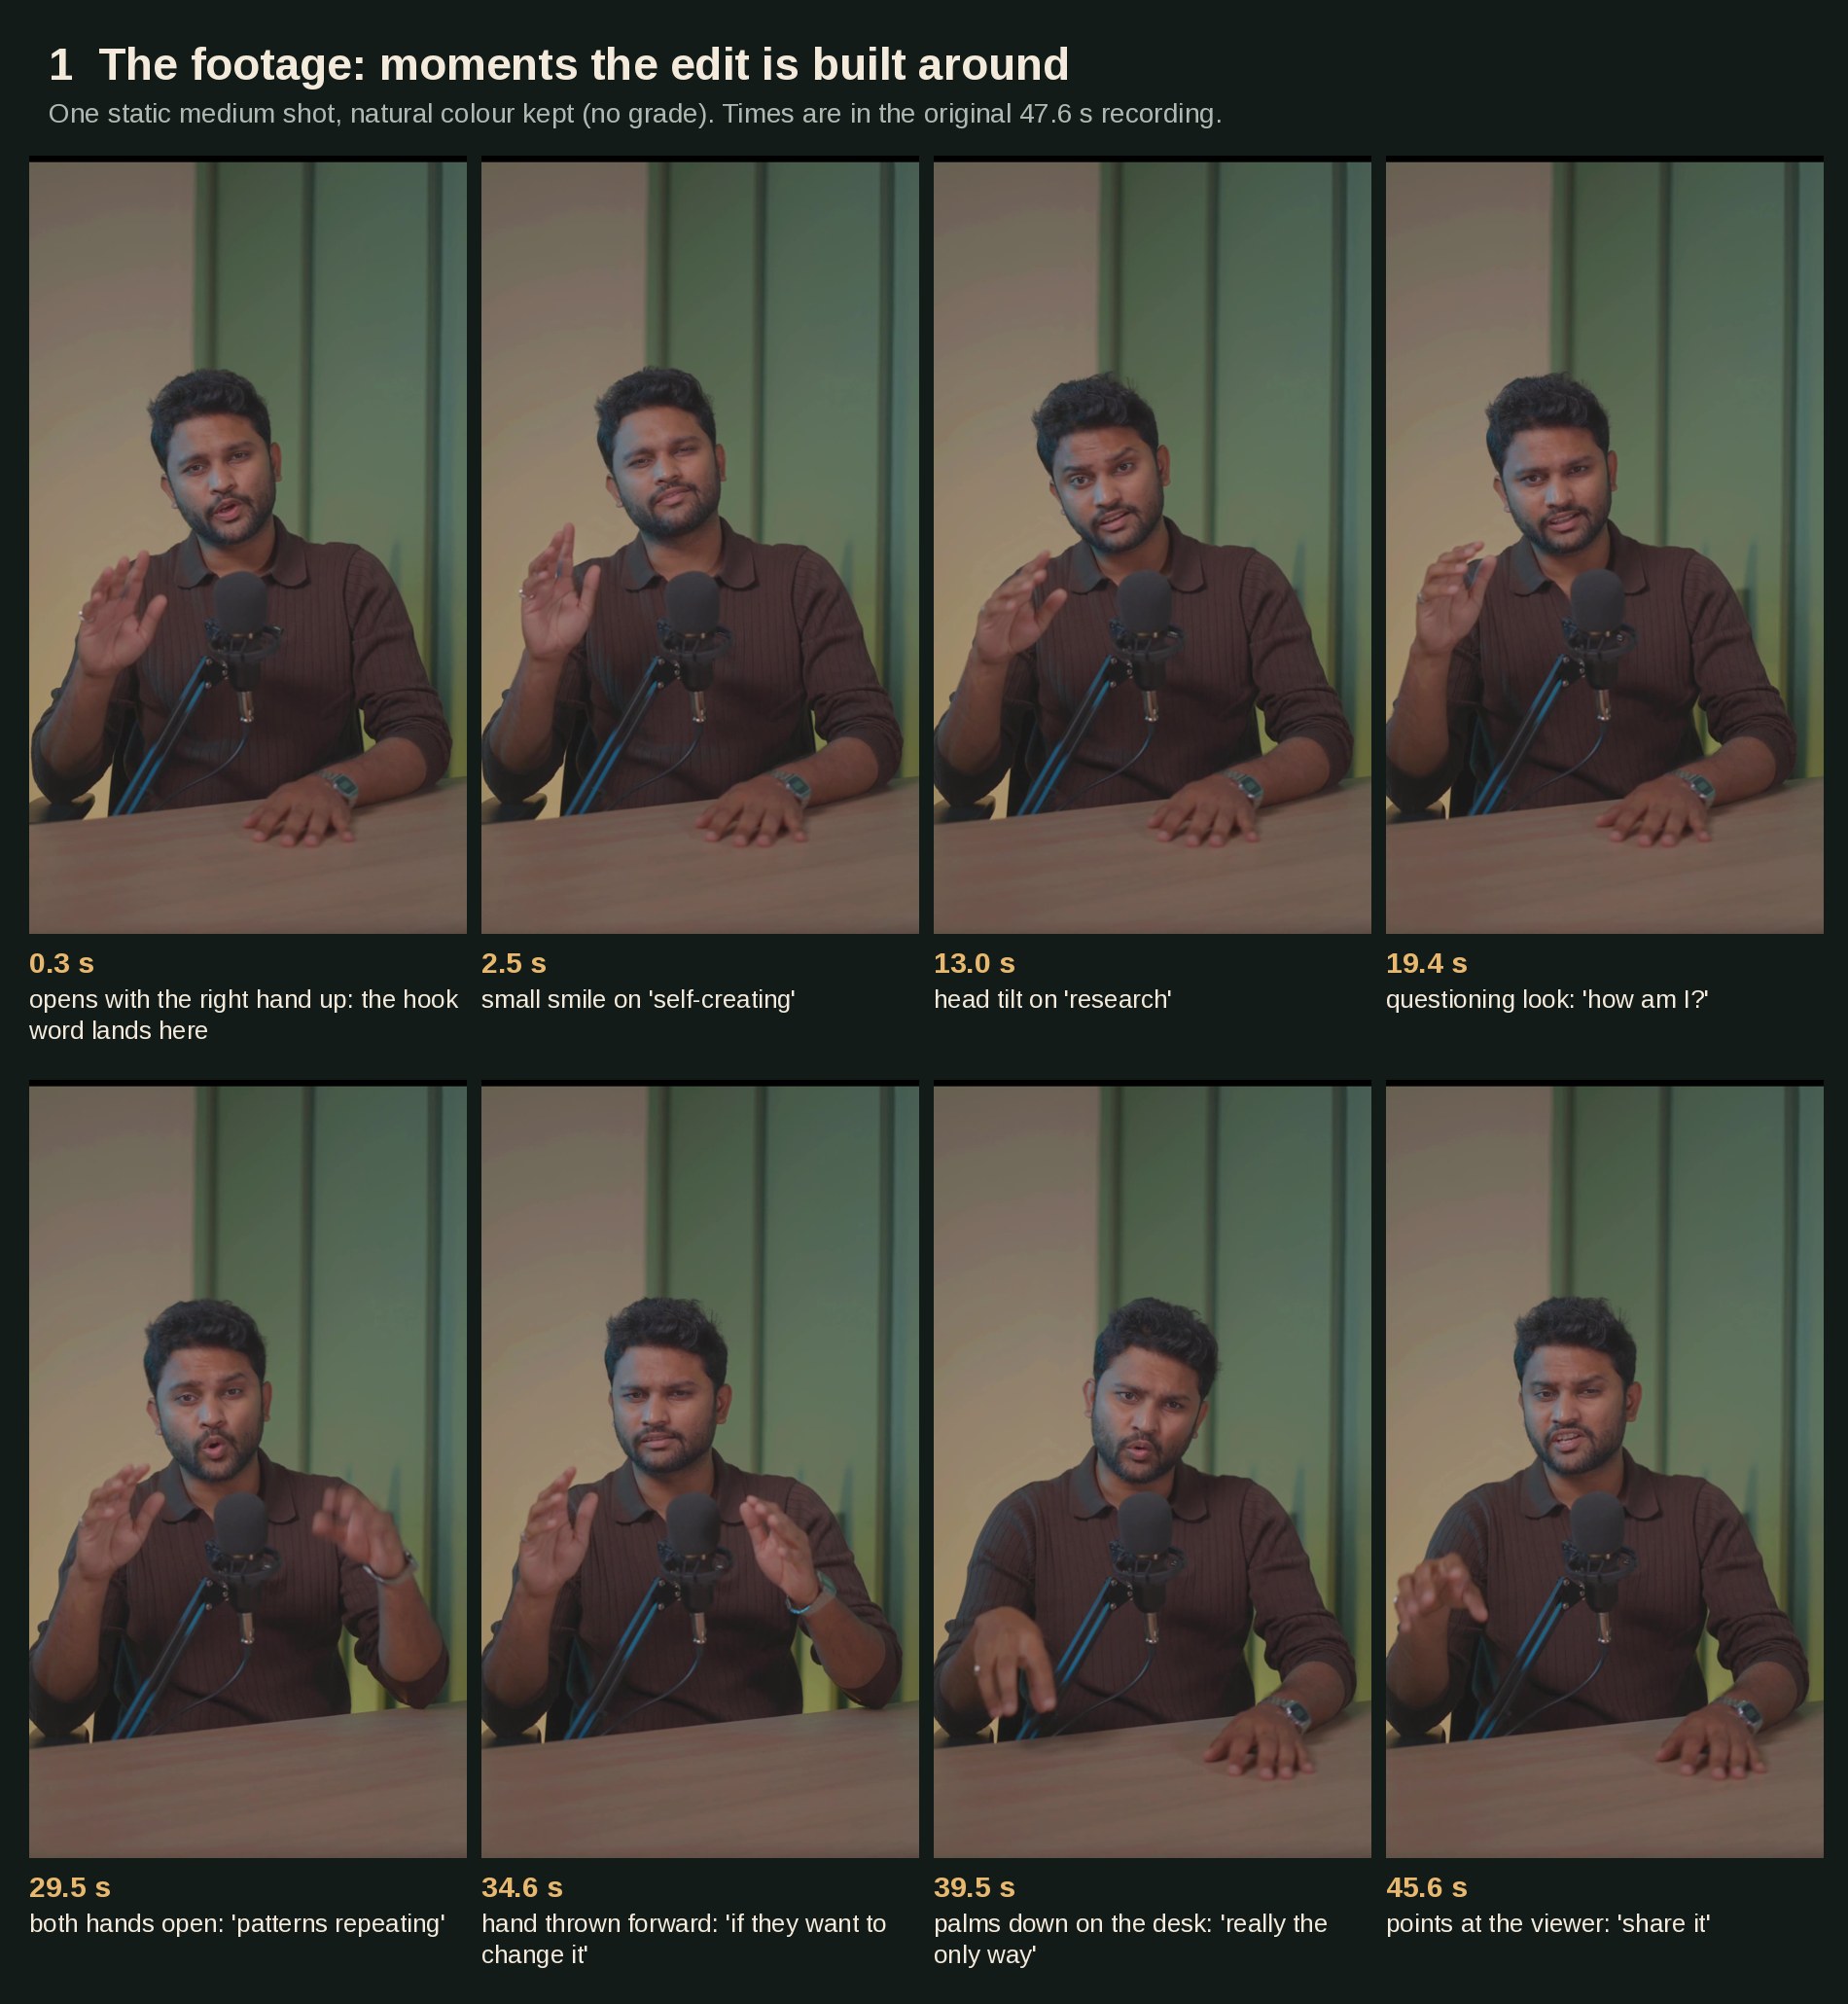 1 The footage: moments the edit is built around
One static medium shot, natural colour kept (no grade). Times are in the original 47.6 s recording.
0.3 s
opens with the right hand up: the hook
word lands here
2.5 s
small smile on 'self-creating'
13.0 s
head tilt on 'research'
19.4 s
questioning look: 'how am I?'
29.5 s
both hands open: 'patterns repeating'
34.6 s
hand thrown forward: 'if they want to
change it'
39.5 s
palms down on the desk: 'really the
only way'
45.6 s
points at the viewer: 'share it'